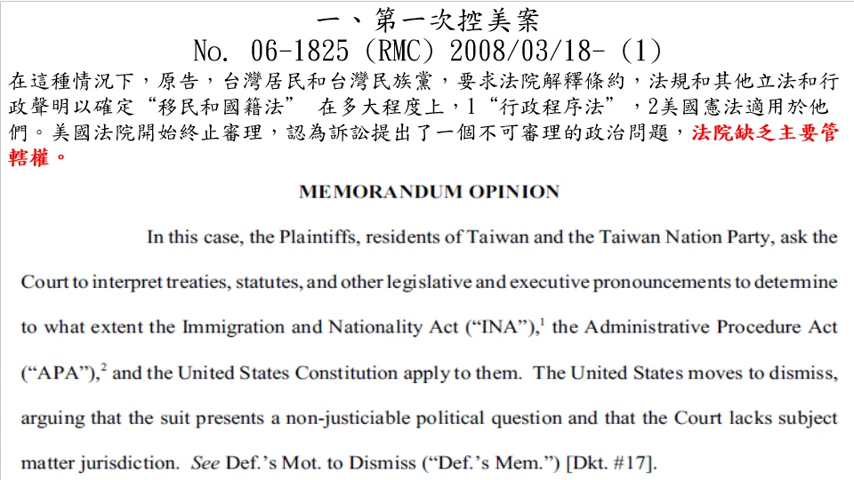 一、第一次控美案
No. 06-1825 (RMC) 2008/03/18- (1)
在這種情況下，原告，台灣居民和台灣民族黨，要求法院解釋條約，法規和其他立法和行
政聲明以確定“移民和國籍法” 在多大程度上，1“行政程序法”，2美國憲法適用於他
們。美國法院開始終止審理，認為訴訟提出了一個不可審理的政治問題，法院缺乏主要管
轄權。
MEMORANDUM OPINION
In this case, the Plaintiffs, residents of Taiwan and the Taiwan Nation Party, ask the
Court to interpret treaties, statutes, and other legislative and executive pronouncements to determine
to what extent the Immigration and Nationality Act (“INA”),1 the Administrative Procedure Act
(“APA”),2 and the United States Constitution apply to them. The United States moves to dismiss,
arguing that the suit presents a non-justiciable political question and that the Court lacks subject
matter jurisdiction. See Def.’s Mot. to Dismiss (“Def.’s Mem.”) [Dkt. #17].